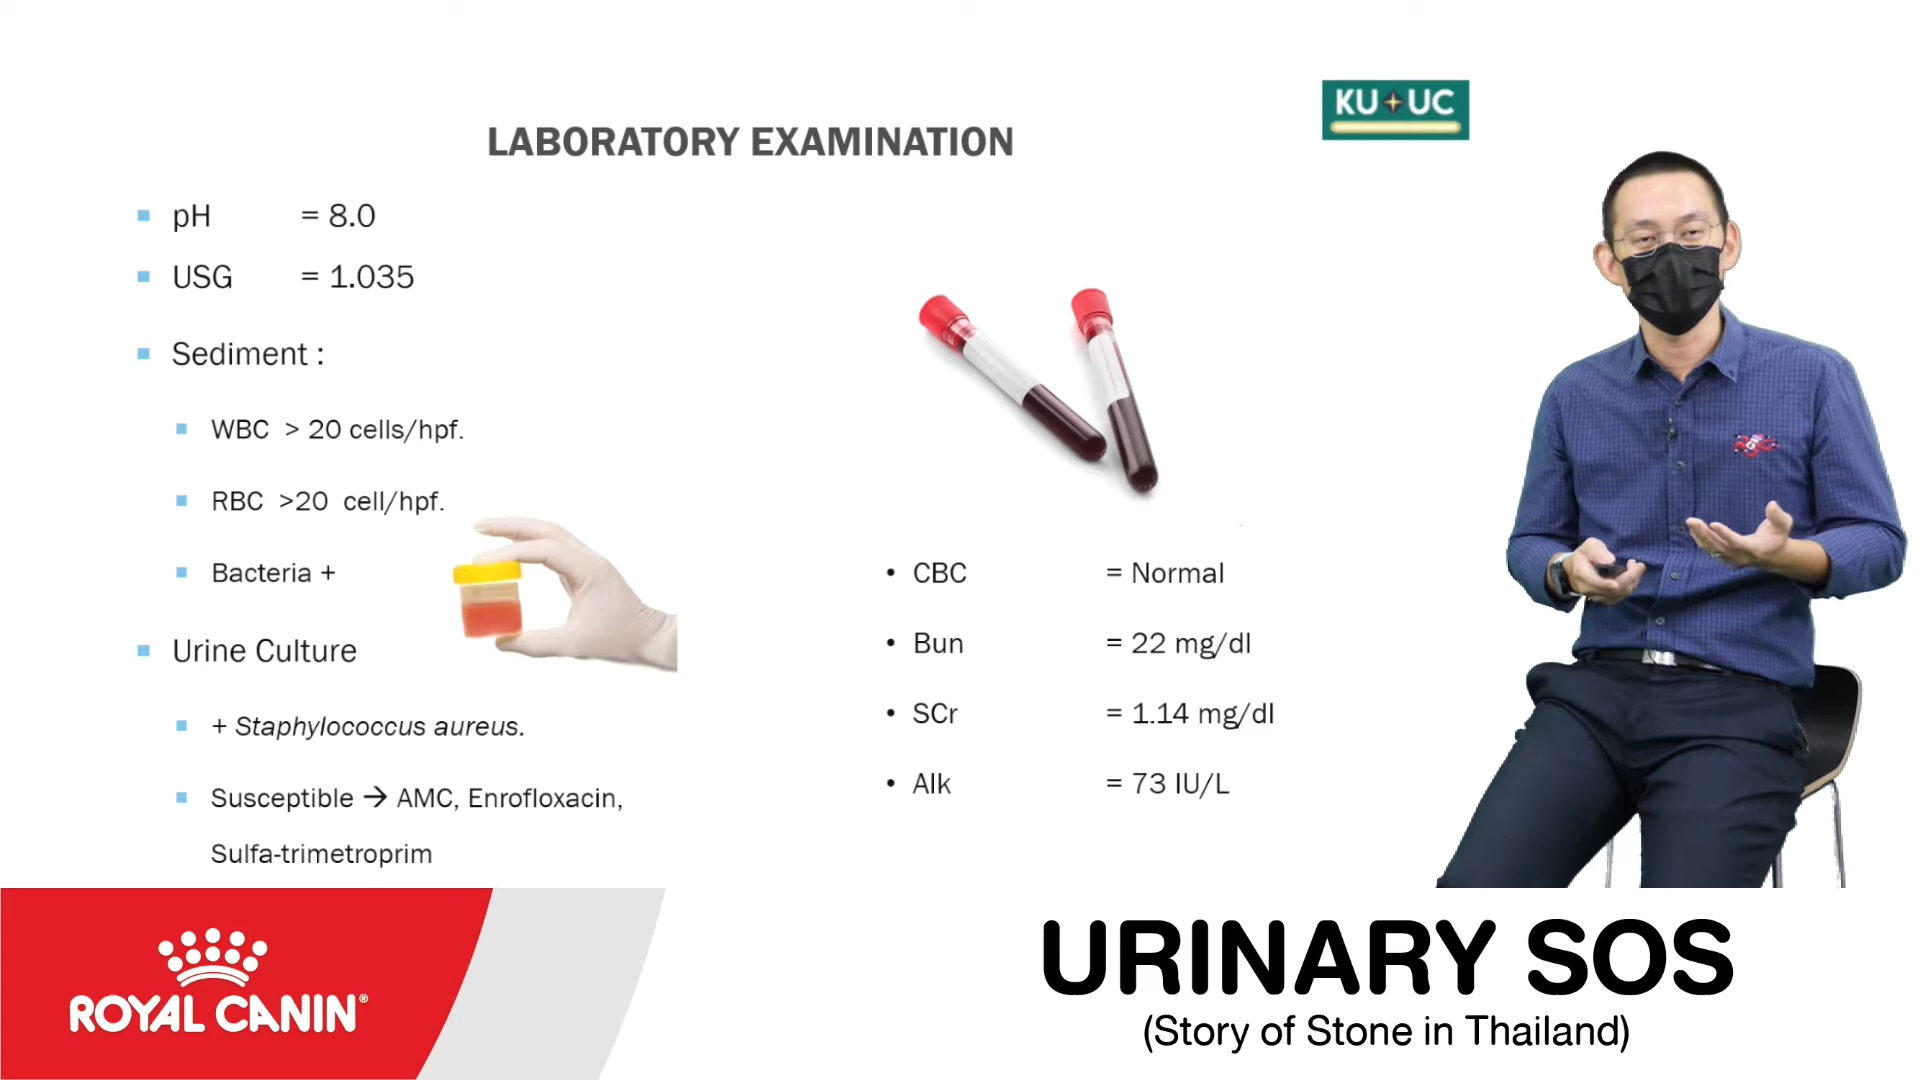 KU+UC
LABORATORY EXAMINATION
pH = 8.0
USG = 1.035
Sediment :
WBC > 20 cells/hpf.
RBC >20 cell/hpf.
Bacteria +
Urine Culture
+ Staphylococcus aureus.
Susceptible → AMC, Enrofloxacin,
Sulfa-trimetroprim
• CBC = Normal
• Bun = 22 mg/dl
• SCr = 1.14 mg/dl
• Alk = 73 IU/L
ROYAL CANIN®
URINARY SOS
(Story of Stone in Thailand)